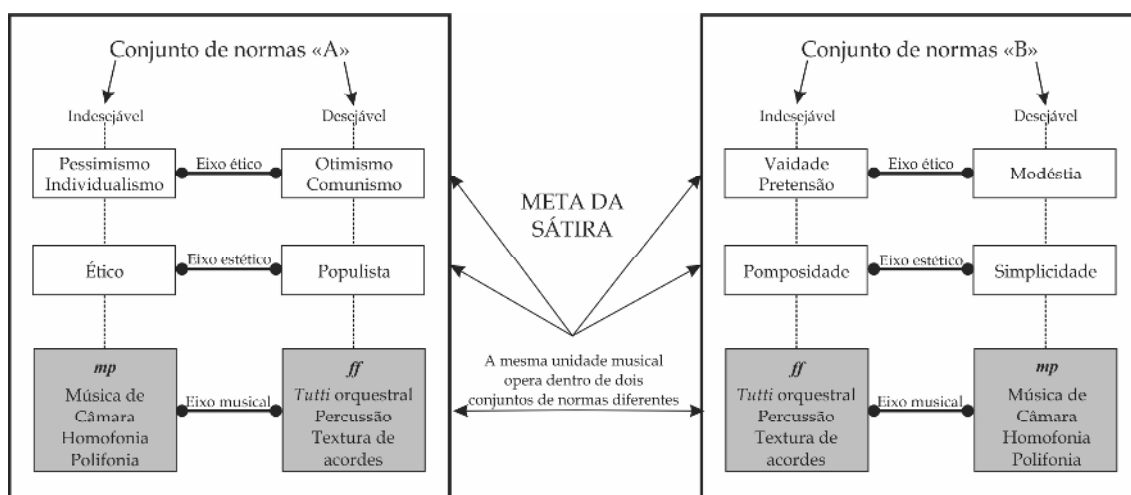 Conjunto de normas «A»
Indesejável
Desejável
Pessimismo
Individualismo
Eixo ético
Otimismo
Comunismo
Ético
Eixo estético
Populista
mp
Música de
Câmara
Homofonia
Polifonia
Eixo musical
ff
Tutti orquestral
Percussão
Textura de
acordes
META DA
SÁTIRA
A mesma unidade musical
opera dentro de dois
conjuntos de normas diferentes
Conjunto de normas «B»
Indesejável
Desejável
Vaidade
Pretensão
Eixo ético
Modéstia
Pomposidade
Eixo estético
Simplicidade
ff
Tutti orquestral
Percussão
Textura de
acordes
Eixo musical
mp
Música de
Câmara
Homofonia
Polifonia